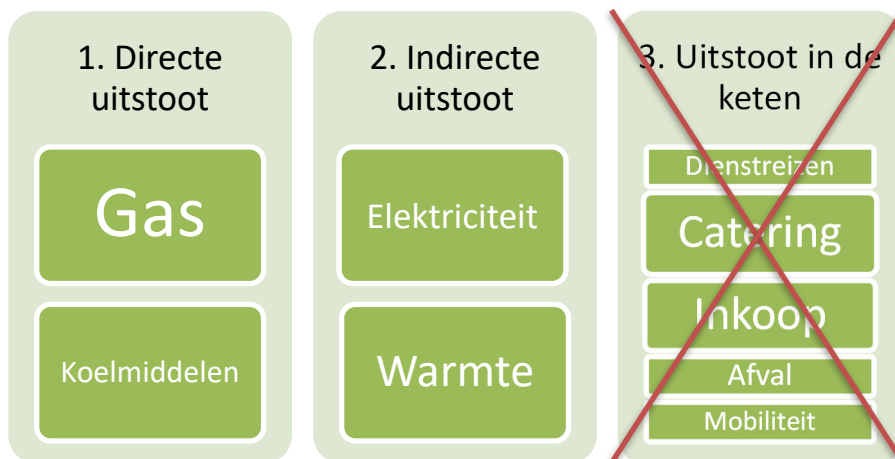 1. Directe
uitstoot
Gas
Koelmiddelen
2. Indirecte
uitstoot
Elektriciteit
Warmte
3. Uitstoot in de
keten
Dienstreizen
Catering
Inkoop
Afval
Mobiliteit